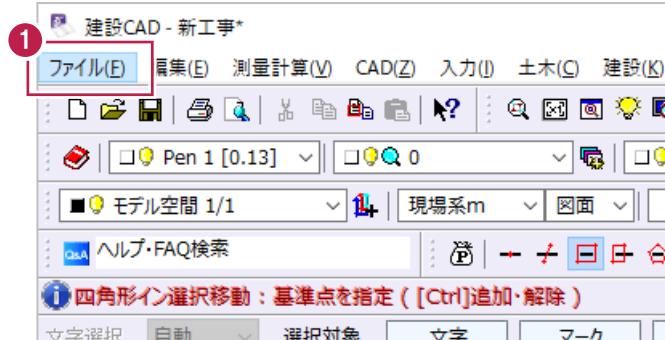 建設CAD - 新工事*
1
ファイル(F) 編集(E) 測量計算(V) CAD(Z) 入力(I) 土木(C) 建設(K)
Pen 1 [0.13] 0
モデル空間 1/1 現場系m 図面
Q&A ヘルプ・FAQ検索 P
四角形イン選択移動：基準点を指定（ [Ctrl]追加・解除 ）
文字選択 自動 選択対象 文字 マーク